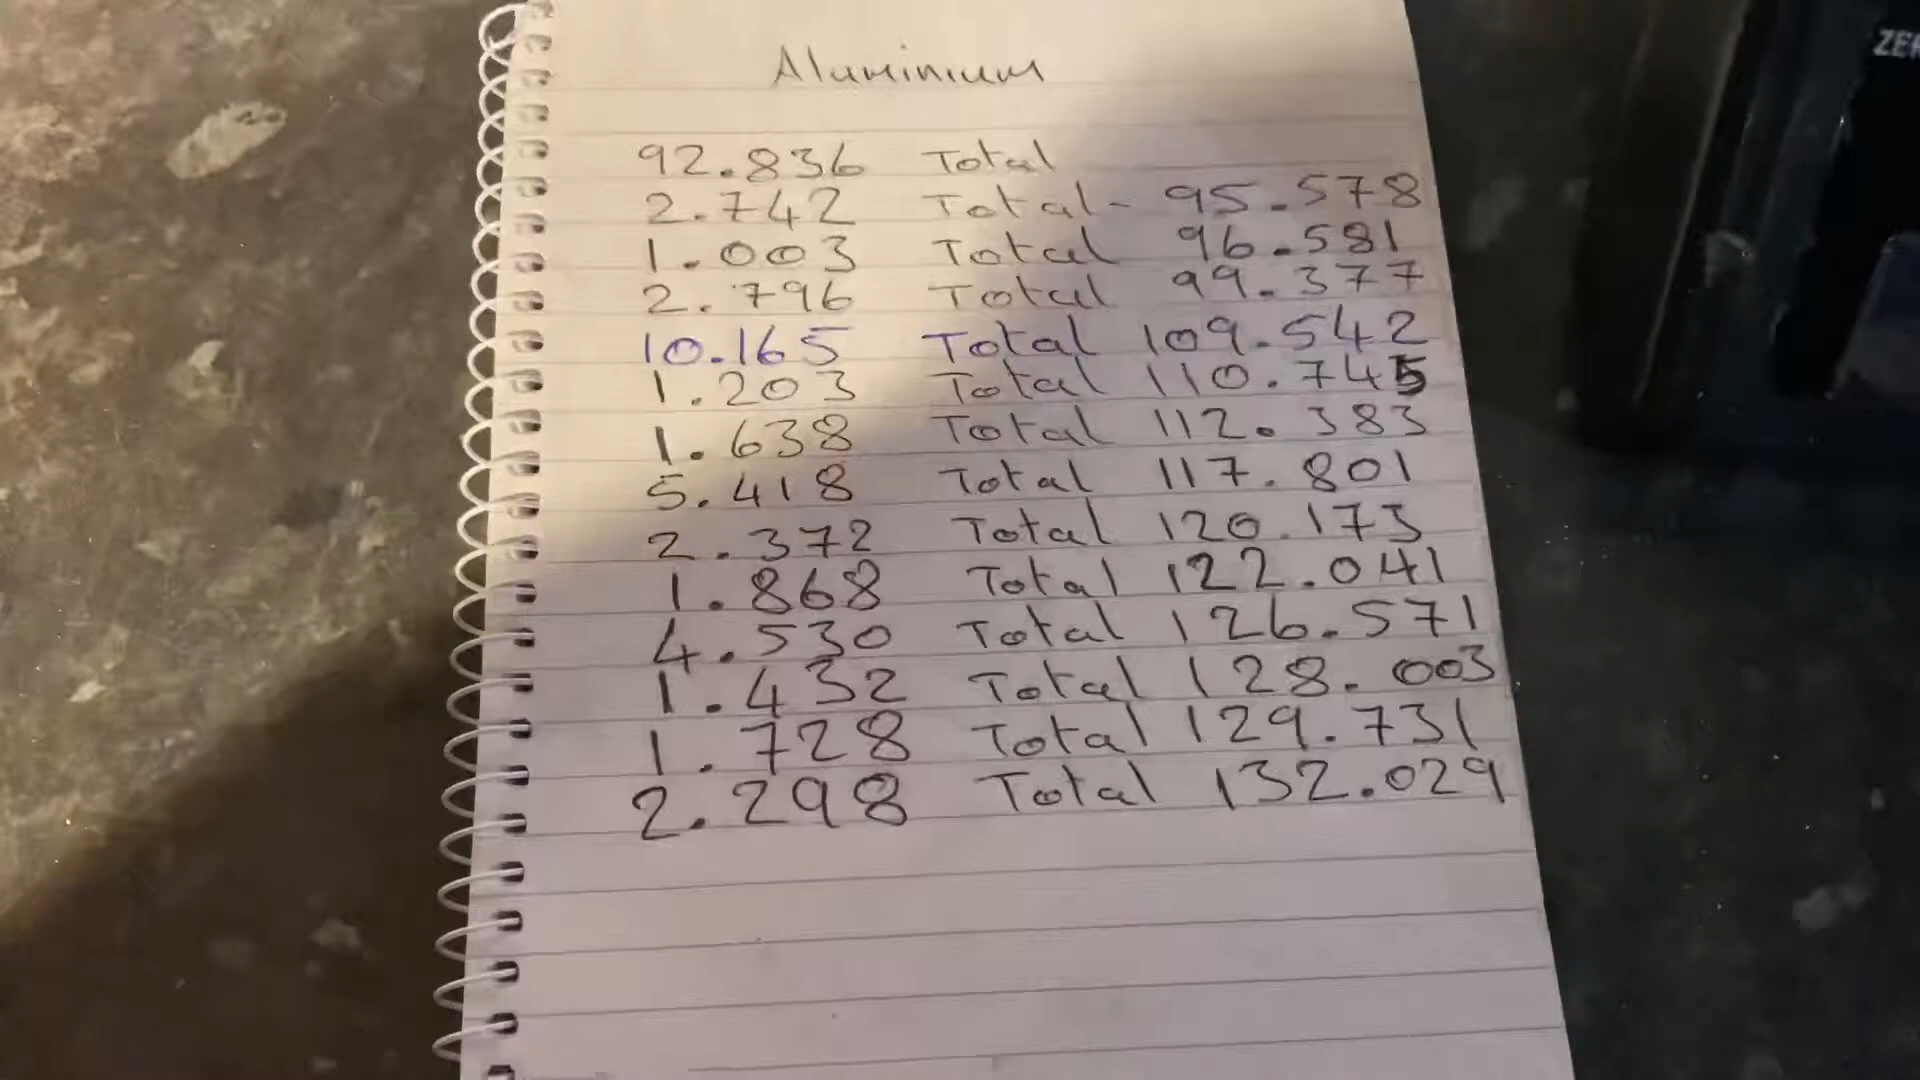 Aluminium
92.836 Total
2.742 Total - 95.578
1.003 Total 96.581
2.796 Total 99.377
10.165 Total 109.542
1.203 Total 110.745
1.638 Total 112.383
5.418 Total 117.801
2.372 Total 120.173
1.868 Total 122.041
4.530 Total 126.571
1.432 Total 128.003
1.728 Total 129.731
2.298 Total 132.029